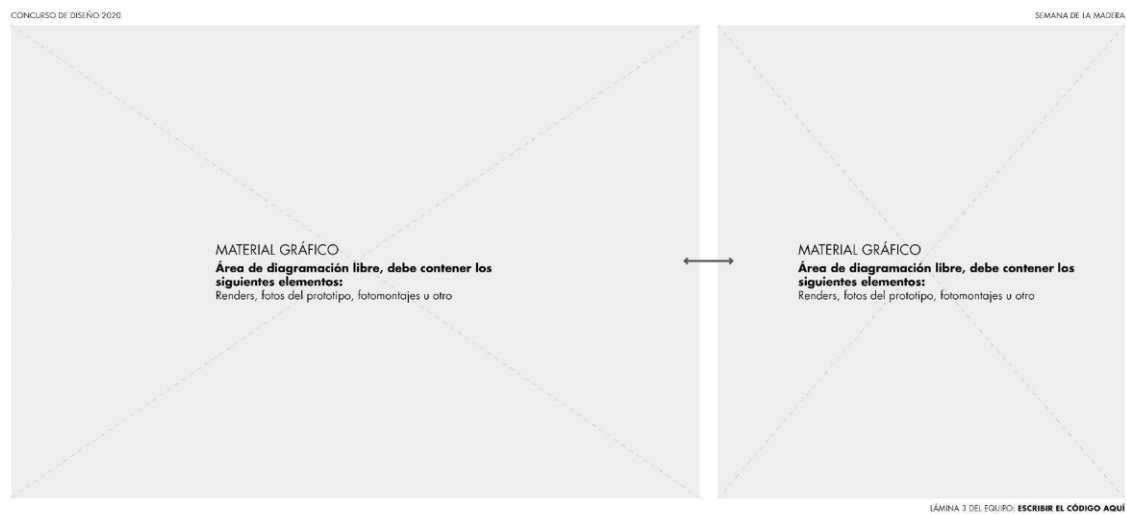 CONCURSO DE DISEÑO 2020
SEMANA DE LA MADERA
MATERIAL GRÁFICO
Área de diagramación libre, debe contener los
siguientes elementos:
Renders, fotos del prototipo, fotomontajes u otro
MATERIAL GRÁFICO
Área de diagramación libre, debe contener los
siguientes elementos:
Renders, fotos del prototipo, fotomontajes u otro
LÁMINA 3 DEL EQUIPO: ESCRIBIR EL CÓDIGO AQUÍ